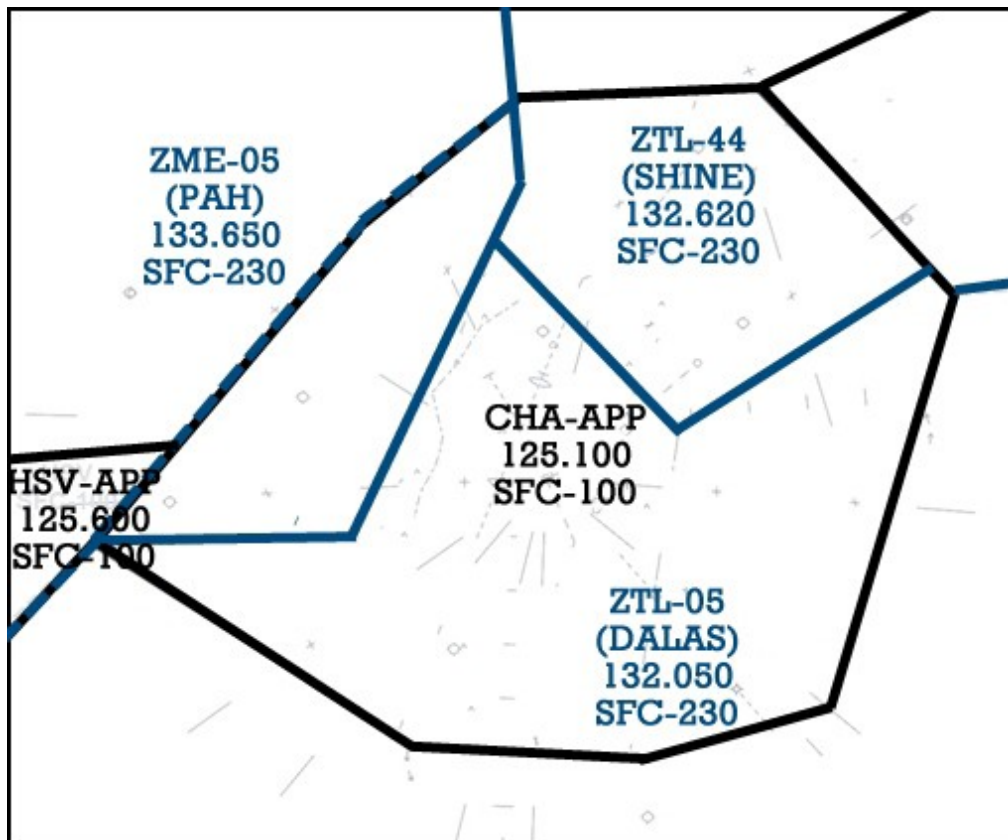 ZME-05
(PAH)
133.650
SFC-230
ZTL-44
(SHINE)
132.620
SFC-230
CHA-APP
125.100
SFC-100
HSV-APP
125.600
SFC-100
ZTL-05
(DALAS)
132.050
SFC-230